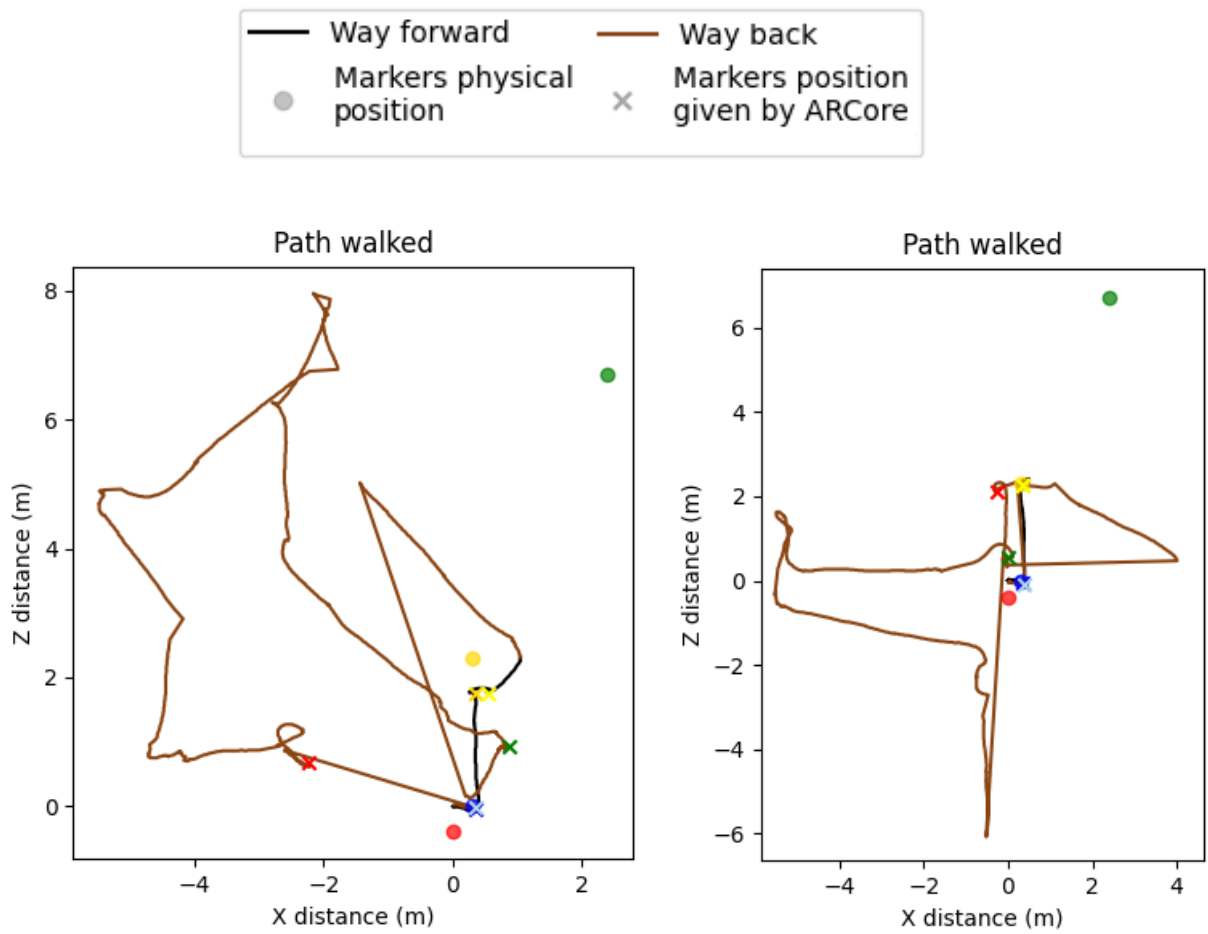 Way forward
Way back
Markers physical
position
Markers position
given by ARCore
Path walked
8
6
4
2
0
Z distance (m)
−4
−2
0
2
X distance (m)
Path walked
6
4
2
0
−2
−4
−6
Z distance (m)
−4
−2
0
2
4
X distance (m)